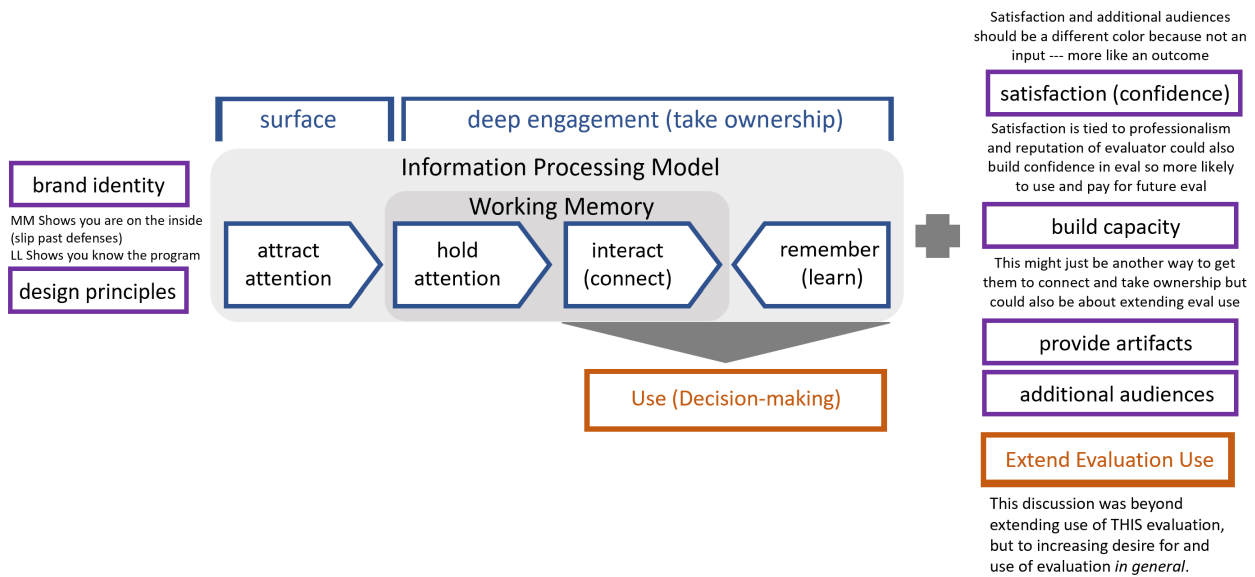 surface
deep engagement (take ownership)
Information Processing Model
Working Memory
brand identity
MM Shows you are on the inside
(slip past defenses)
LL Shows you know the program
design principles
attract
attention
hold
attention
interact
(connect)
remember
(learn)
Use (Decision-making)
Satisfaction and additional audiences
should be a different color because not an
input --- more like an outcome
satisfaction (confidence)
Satisfaction is tied to professionalism
and reputation of evaluator could also
build confidence in eval so more likely
to use and pay for future eval
build capacity
This might just be another way to get
them to connect and take ownership but
could also be about extending eval use
provide artifacts
additional audiences
Extend Evaluation Use
This discussion was beyond
extending use of THIS evaluation,
but to increasing desire for and
use of evaluation in general.